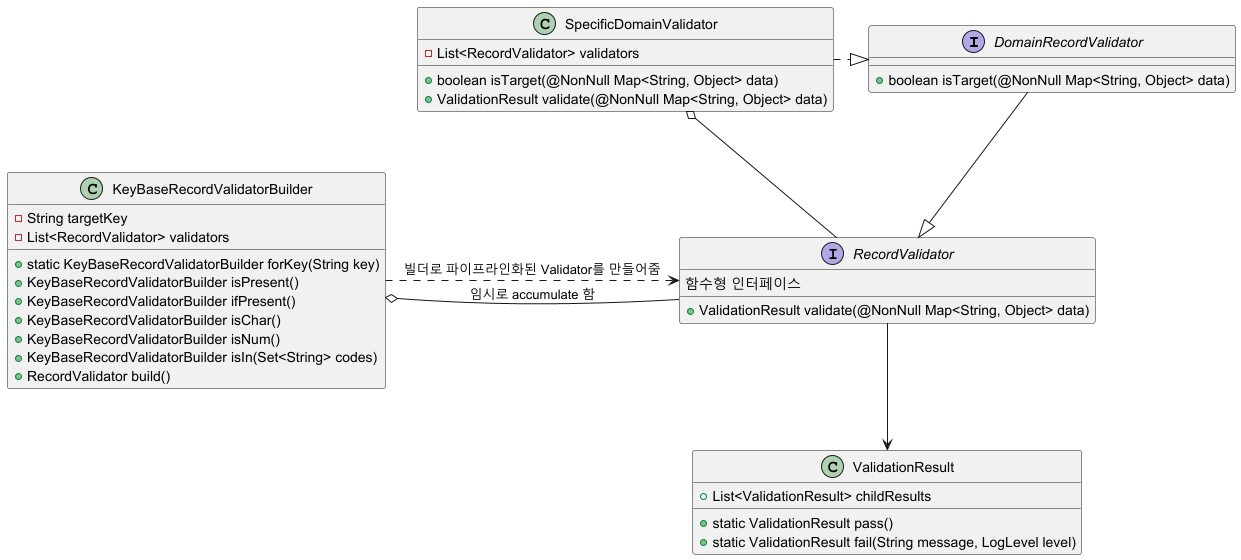 C SpecificDomainValidator
List<RecordValidator> validators
boolean isTarget(@NonNull Map<String, Object> data)
ValidationResult validate(@NonNull Map<String, Object> data)
I DomainRecordValidator
boolean isTarget(@NonNull Map<String, Object> data)
C KeyBaseRecordValidatorBuilder
String targetKey
List<RecordValidator> validators
static KeyBaseRecordValidatorBuilder forKey(String key)
KeyBaseRecordValidatorBuilder isPresent()
KeyBaseRecordValidatorBuilder ifPresent()
KeyBaseRecordValidatorBuilder isChar()
KeyBaseRecordValidatorBuilder isNum()
KeyBaseRecordValidatorBuilder isIn(Set<String> codes)
RecordValidator build()
빌더로 파이프라인화된 Validator를 만들어줌
임시로 accumulate 함
I RecordValidator
함수형 인터페이스
ValidationResult validate(@NonNull Map<String, Object> data)
C ValidationResult
List<ValidationResult> childResults
static ValidationResult pass()
static ValidationResult fail(String message, LogLevel level)